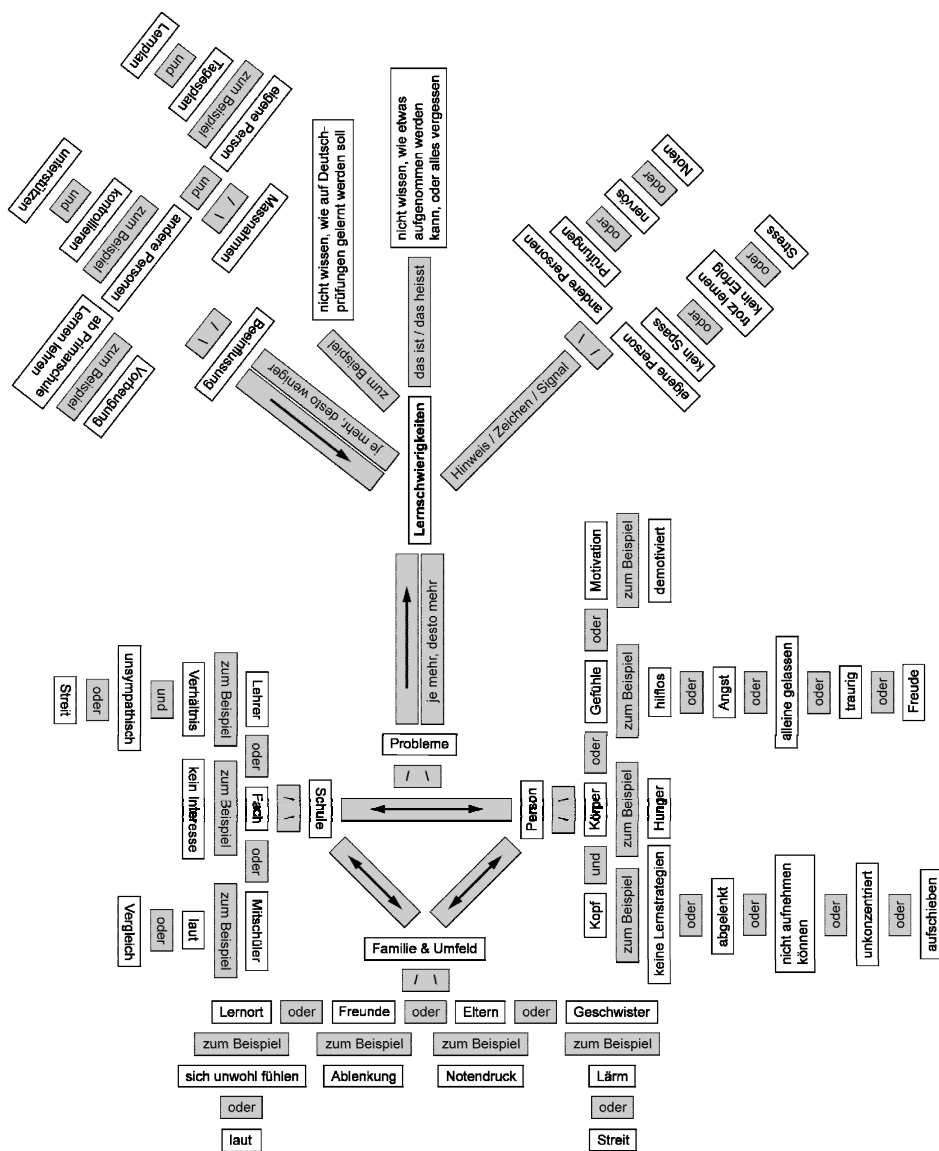 Lernplan
und
Tagesplan
zum Beispiel
eigene Person
und
unterstützen
und
kontrollieren
zum Beispiel
andere Personen
/ \
Massnahmen
Lernen lehren
ab Primarschule
zum Beispiel
Vorbeugung
/ \
Beeinflussung
je mehr desto weniger
nicht wissen, wie auf Deutsch-
prüfungen gelernt werden soll
zum Beispiel
nicht wissen, wie etwas
aufgenommen werden
kann, oder alles vergessen
das ist / das heisst
Lernschwierigkeiten
Noten
oder
nervös
oder
Prüfungen
andere Personen
Stress
oder
trotz lernen
kein Erfolg
oder
kein Spass
eigene Person
/ \
Hinweis / Zeichen / Signal
je mehr, desto mehr
Probleme
/ \
Schule
/ \
Lehrer
oder
Fach
oder
Mitschüler
zum Beispiel
Verhältnis
und
unsympathisch
oder
Streit
zum Beispiel
kein Interesse
zum Beispiel
laut
oder
Vergleich
Person
/ \
Motivation
oder
Gefühle
oder
Körper
und
Kopf
zum Beispiel
demotiviert
zum Beispiel
hilflos
oder
Angst
oder
alleine gelassen
oder
traurig
oder
Freude
zum Beispiel
Hunger
zum Beispiel
keine Lernstrategien
oder
abgelenkt
oder
nicht aufnehmen
können
oder
unkonzentriert
oder
aufschieben
Familie & Umfeld
/ \
Lernort
oder
Freunde
oder
Eltern
oder
Geschwister
zum Beispiel
zum Beispiel
zum Beispiel
zum Beispiel
sich unwohl fühlen
Ablenkung
Notendruck
Lärm
oder
oder
laut
Streit